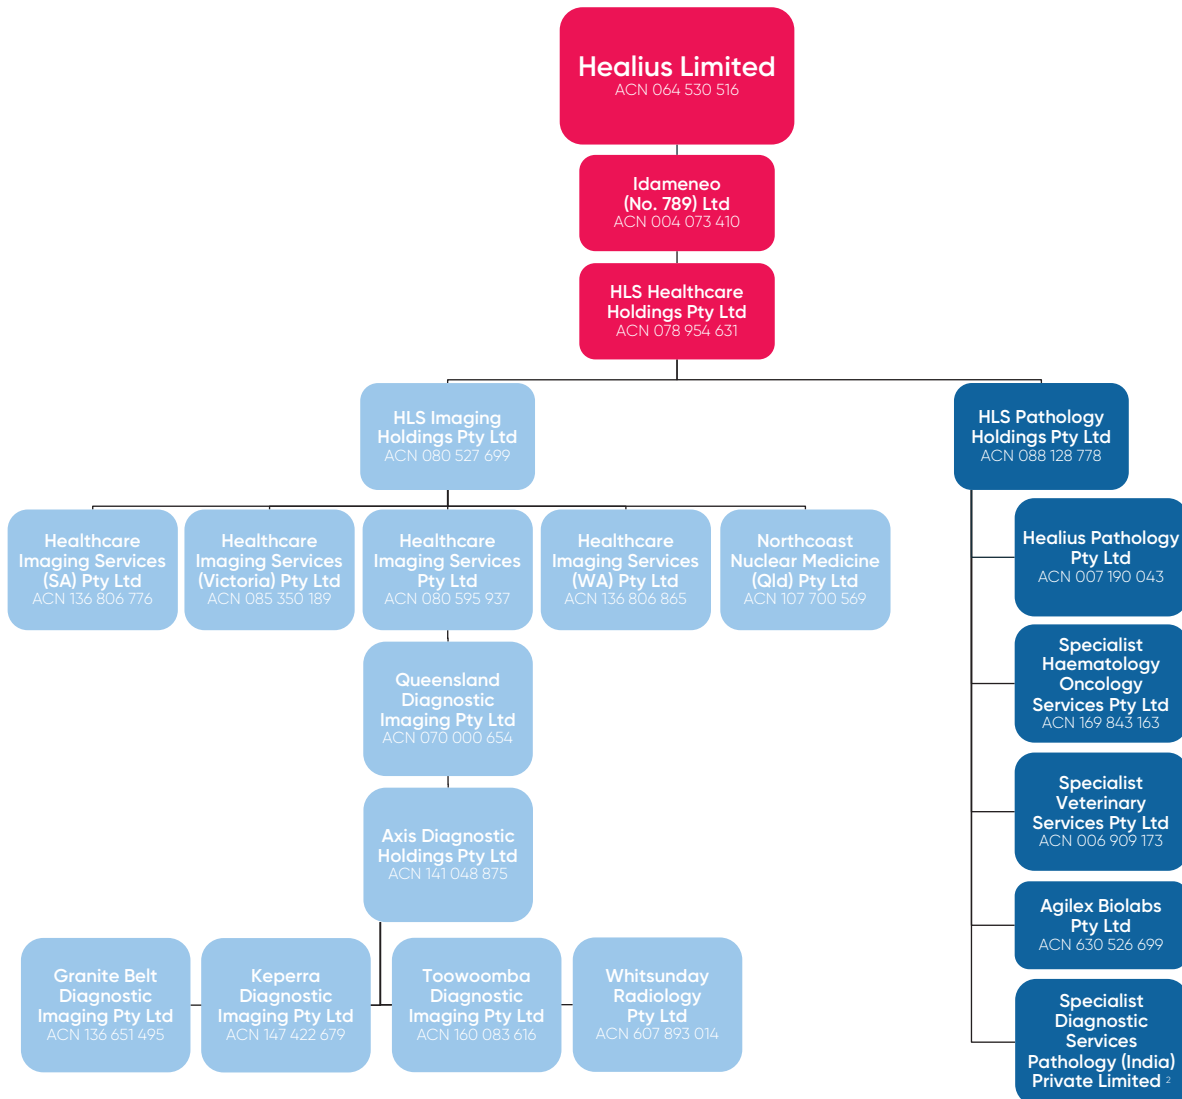 Healius Limited
ACN 064 530 516
Idameneo
(No. 789) Ltd
ACN 004 073 410
HLS Healthcare
Holdings Pty Ltd
ACN 078 954 631
HLS Imaging
Holdings Pty Ltd
ACN 080 527 699
HLS Pathology
Holdings Pty Ltd
ACN 088 128 778
Healthcare
Imaging Services
(SA) Pty Ltd
ACN 136 806 776
Healthcare
Imaging Services
(Victoria) Pty Ltd
ACN 085 350 189
Healthcare
Imaging Services
Pty Ltd
ACN 080 595 937
Healthcare
Imaging Services
(WA) Pty Ltd
ACN 136 806 865
Northcoast
Nuclear Medicine
(Qld) Pty Ltd
ACN 107 700 569
Queensland
Diagnostic
Imaging Pty Ltd
ACN 070 000 654
Axis Diagnostic
Holdings Pty Ltd
ACN 141 048 875
Granite Belt
Diagnostic
Imaging Pty Ltd
ACN 136 651 495
Keperra
Diagnostic
Imaging Pty Ltd
ACN 147 422 679
Toowoomba
Diagnostic
Imaging Pty Ltd
ACN 160 083 616
Whitsunday
Radiology
Pty Ltd
ACN 607 893 014
Healius Pathology
Pty Ltd
ACN 007 190 043
Specialist
Haematology
Oncology
Services Pty Ltd
ACN 169 843 163
Specialist
Veterinary
Services Pty Ltd
ACN 006 909 173
Agilex Biolabs
Pty Ltd
ACN 630 526 699
Specialist
Diagnostic
Services
Pathology (India)
Private Limited 2